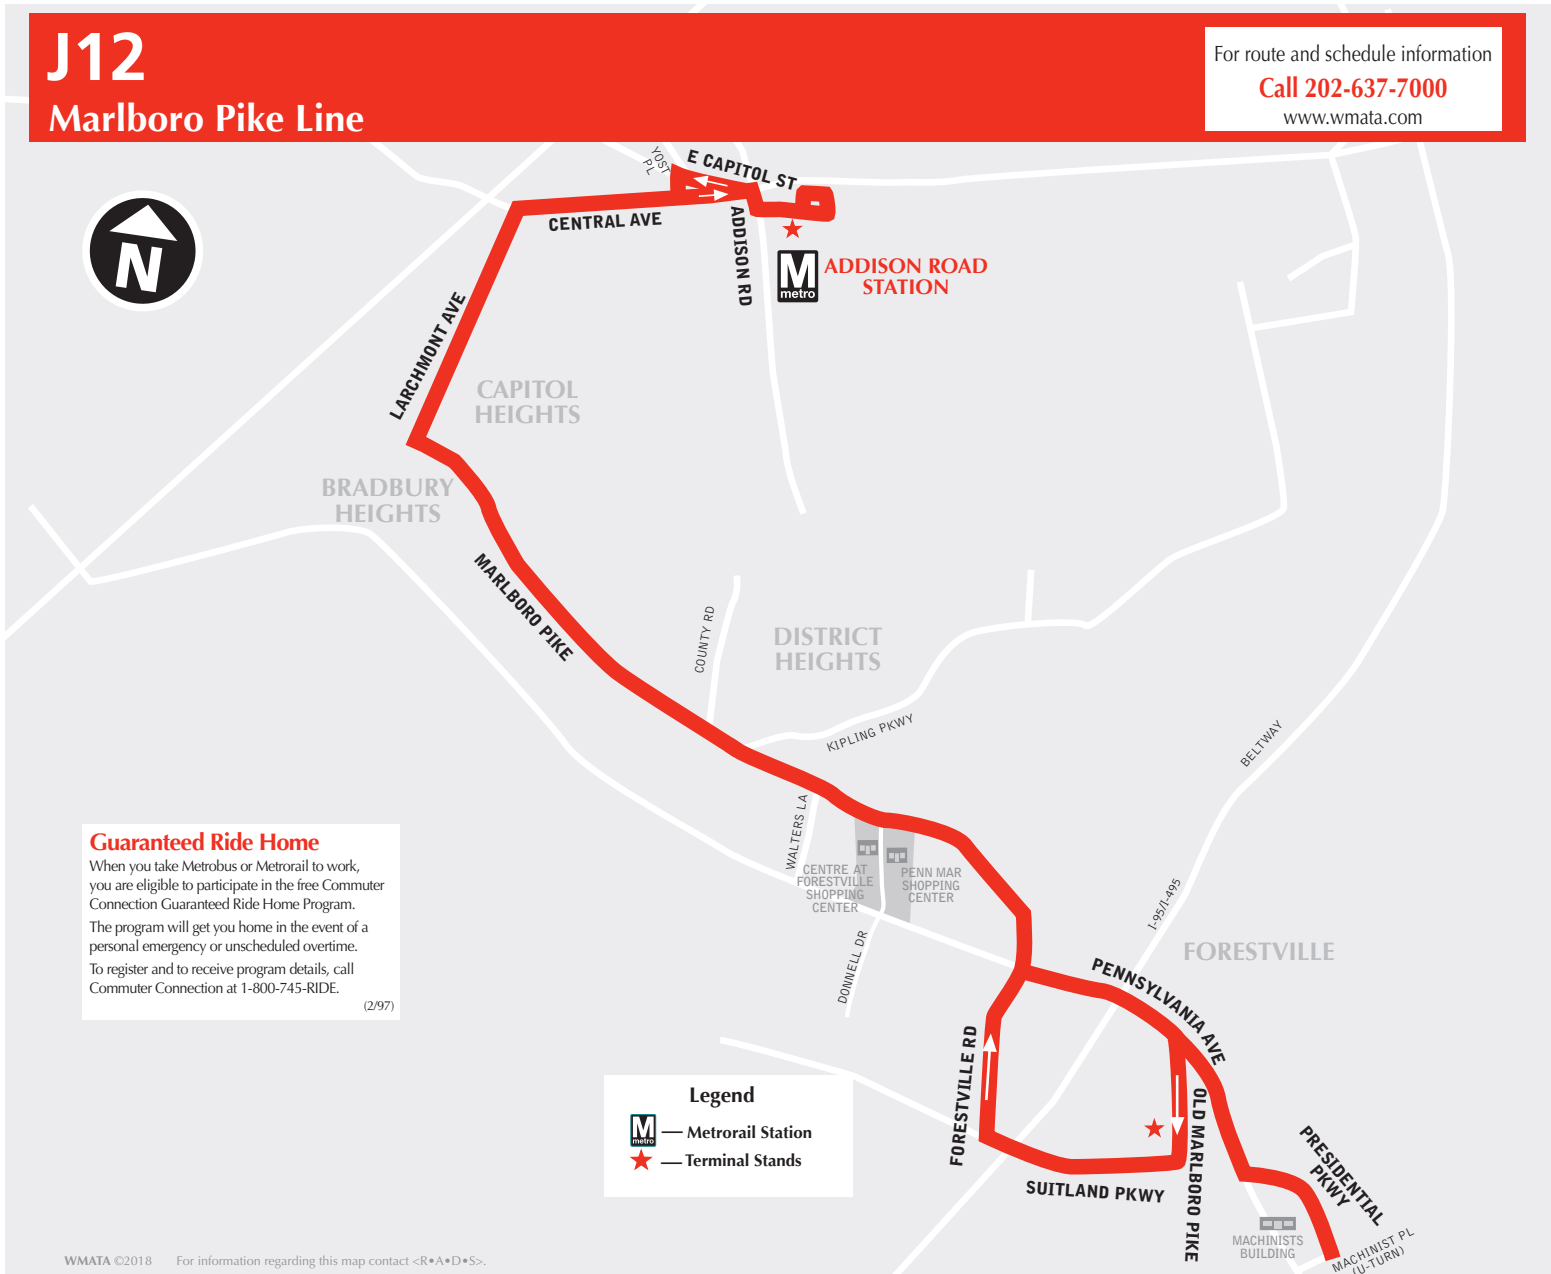 J12
Marlboro Pike Line
For route and schedule information
Call 202-637-7000
www.wmata.com
YOST
PL
E CAPITOL ST
CENTRAL AVE
ADDISON RD
M
metro
ADDISON ROAD
STATION
N
LARCHMONT AVE
CAPITOL
HEIGHTS
BRADBURY
HEIGHTS
MARLBORO PIKE
COUNTY RD
DISTRICT
HEIGHTS
KIPLING PKWY
BELTWAY
WALTERS LA
CENTRE AT
FORESTVILLE
SHOPPING
CENTER
PENN MAR
SHOPPING
CENTER
I-95/I-495
DONNELL DR
FORESTVILLE
PENNSYLVANIA AVE
FORESTVILLE RD
OLD MARLBORO PIKE
SUITLAND PKWY
PRESIDENTIAL
PKWY
MACHINISTS
BUILDING
MACHINIST PL
(U-TURN)
Guaranteed Ride Home
When you take Metrobus or Metrorail to work,
you are eligible to participate in the free Commuter
Connection Guaranteed Ride Home Program.
The program will get you home in the event of a
personal emergency or unscheduled overtime.
To register and to receive program details, call
Commuter Connection at 1-800-745-RIDE.
(2/97)
Legend
M
metro
— Metrorail Station
— Terminal Stands
WMATA ©2018 For information regarding this map contact <R•A•D•S>.